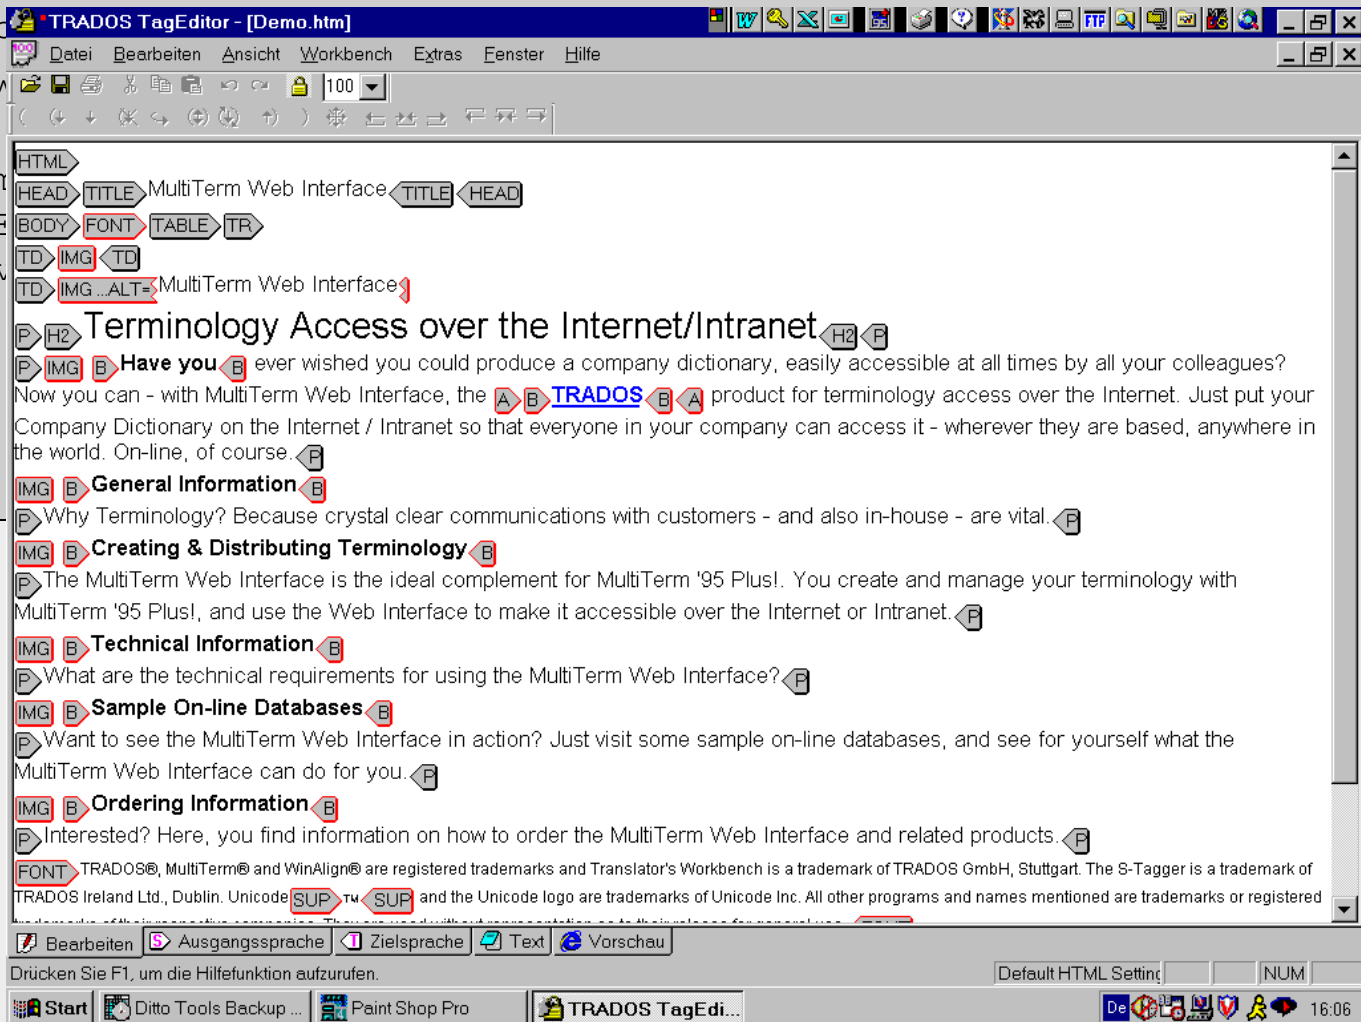 TRADOS TagEditor - [Demo.htm]
Datei Bearbeiten Ansicht Workbench Extras Fenster Hilfe
100
HTML
HEAD TITLE MultiTerm Web Interface TITLE HEAD
BODY FONT TABLE TR
TD IMG TD
TD IMG ...ALT= MultiTerm Web Interface
P H2 Terminology Access over the Internet/Intranet H2 P
P IMG B Have you B ever wished you could produce a company dictionary, easily accessible at all times by all your colleagues?
Now you can - with MultiTerm Web Interface, the A B TRADOS B A product for terminology access over the Internet. Just put your
Company Dictionary on the Internet / Intranet so that everyone in your company can access it - wherever they are based, anywhere in
the world. On-line, of course. P
IMG B General Information B
P Why Terminology? Because crystal clear communications with customers - and also in-house - are vital. P
IMG B Creating & Distributing Terminology B
P The MultiTerm Web Interface is the ideal complement for MultiTerm '95 Plus!. You create and manage your terminology with
MultiTerm '95 Plus!, and use the Web Interface to make it accessible over the Internet or Intranet. P
IMG B Technical Information B
P What are the technical requirements for using the MultiTerm Web Interface? P
IMG B Sample On-line Databases B
P Want to see the MultiTerm Web Interface in action? Just visit some sample on-line databases, and see for yourself what the
MultiTerm Web Interface can do for you. P
IMG B Ordering Information B
P Interested? Here, you find information on how to order the MultiTerm Web Interface and related products. P
FONT TRADOS®, MultiTerm® and WinAlign® are registered trademarks and Translator's Workbench is a trademark of TRADOS GmbH, Stuttgart. The S-Tagger is a trademark of
TRADOS Ireland Ltd., Dublin. Unicode SUP TM SUP and the Unicode logo are trademarks of Unicode Inc. All other programs and names mentioned are trademarks or registered
Bearbeiten Ausgangssprache Zielsprache Text Vorschau
Drücken Sie F1, um die Hilfefunktion aufzurufen. Default HTML Setting NUM
Start Ditto Tools Backup ... Paint Shop Pro TRADOS TagEdi... De 16:06